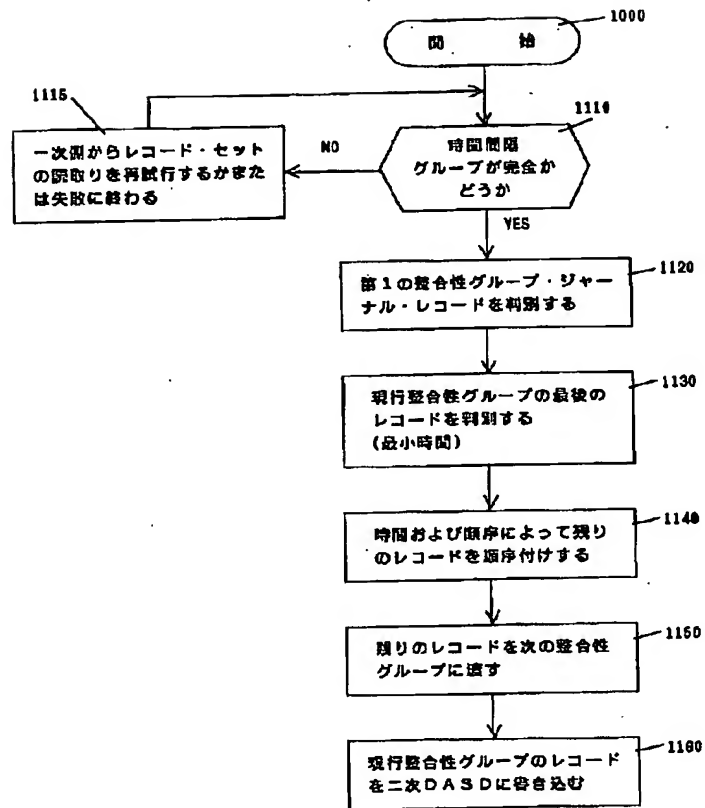 1000
開 始
1115
1110
一次側からレコード・セット
の読取りを再試行するかまた
は失敗に終わる
NO
時間間隔
グループが完全か
どうか
YES
1120
第1の整合性グループ・ジャー
ナル・レコードを判別する
1130
現行整合性グループの最後の
レコードを判別する
(最小時間)
1140
時間および順序によって残り
のレコードを順序付けする
1150
残りのレコードを次の整合性
グループに渡す
1160
現行整合性グループのレコード
を二次DASDに書き込む